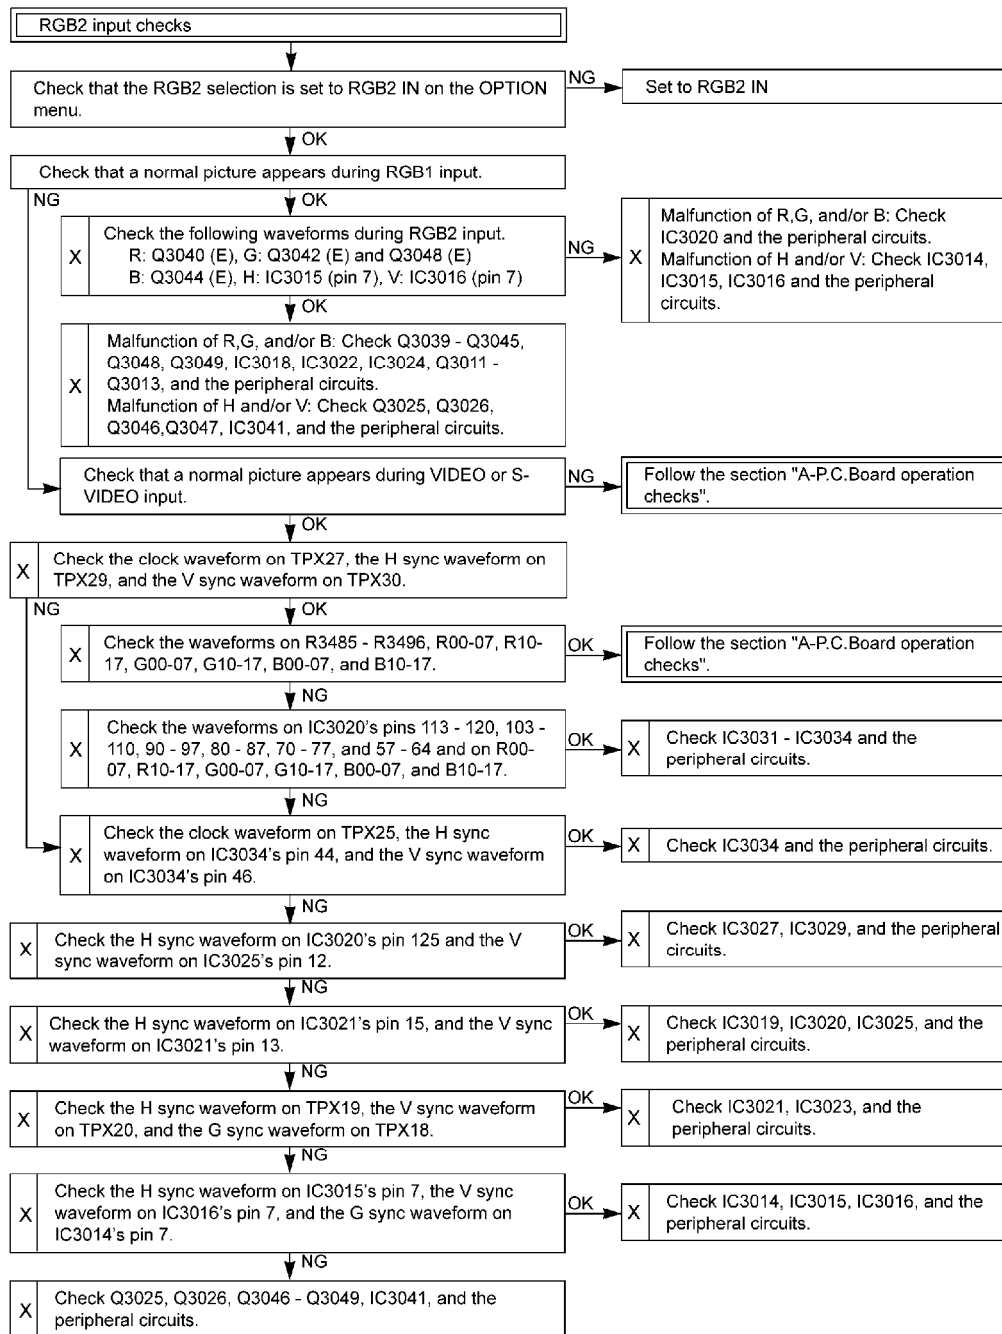 RGB2 input checks
Check that the RGB2 selection is set to RGB2 IN on the OPTION
menu.
NG
Set to RGB2 IN
OK
Check that a normal picture appears during RGB1 input.
NG
OK
X
Check the following waveforms during RGB2 input.
R: Q3040 (E), G: Q3042 (E) and Q3048 (E)
B: Q3044 (E), H: IC3015 (pin 7), V: IC3016 (pin 7)
NG
X
Malfunction of R,G, and/or B: Check
IC3020 and the peripheral circuits.
Malfunction of H and/or V: Check IC3014,
IC3015, IC3016 and the peripheral
circuits.
OK
X
Malfunction of R,G, and/or B: Check Q3039 - Q3045,
Q3048, Q3049, IC3018, IC3022, IC3024, Q3011 -
Q3013, and the peripheral circuits.
Malfunction of H and/or V: Check Q3025, Q3026,
Q3046,Q3047, IC3041, and the peripheral circuits.
Check that a normal picture appears during VIDEO or S-
VIDEO input.
NG
Follow the section "A-P.C.Board operation
checks".
OK
X
Check the clock waveform on TPX27, the H sync waveform on
TPX29, and the V sync waveform on TPX30.
NG
OK
X
Check the waveforms on R3485 - R3496, R00-07, R10-
17, G00-07, G10-17, B00-07, and B10-17.
OK
Follow the section "A-P.C.Board operation
checks".
NG
X
Check the waveforms on IC3020's pins 113 - 120, 103 -
110, 90 - 97, 80 - 87, 70 - 77, and 57 - 64 and on R00-
07, R10-17, G00-07, G10-17, B00-07, and B10-17.
OK
X
Check IC3031 - IC3034 and the
peripheral circuits.
NG
X
Check the clock waveform on TPX25, the H sync
waveform on IC3034's pin 44, and the V sync waveform
on IC3034's pin 46.
OK
X
Check IC3034 and the peripheral circuits.
NG
X
Check the H sync waveform on IC3020's pin 125 and the V
sync waveform on IC3025's pin 12.
OK
X
Check IC3027, IC3029, and the peripheral
circuits.
NG
X
Check the H sync waveform on IC3021's pin 15, and the V sync
waveform on IC3021's pin 13.
OK
X
Check IC3019, IC3020, IC3025, and the
peripheral circuits.
NG
X
Check the H sync waveform on TPX19, the V sync waveform
on TPX20, and the G sync waveform on TPX18.
OK
X
Check IC3021, IC3023, and the
peripheral circuits.
NG
X
Check the H sync waveform on IC3015's pin 7, the V sync
waveform on IC3016's pin 7, and the G sync waveform on
IC3014's pin 7.
OK
X
Check IC3014, IC3015, IC3016, and the
peripheral circuits.
NG
X
Check Q3025, Q3026, Q3046 - Q3049, IC3041, and the
peripheral circuits.